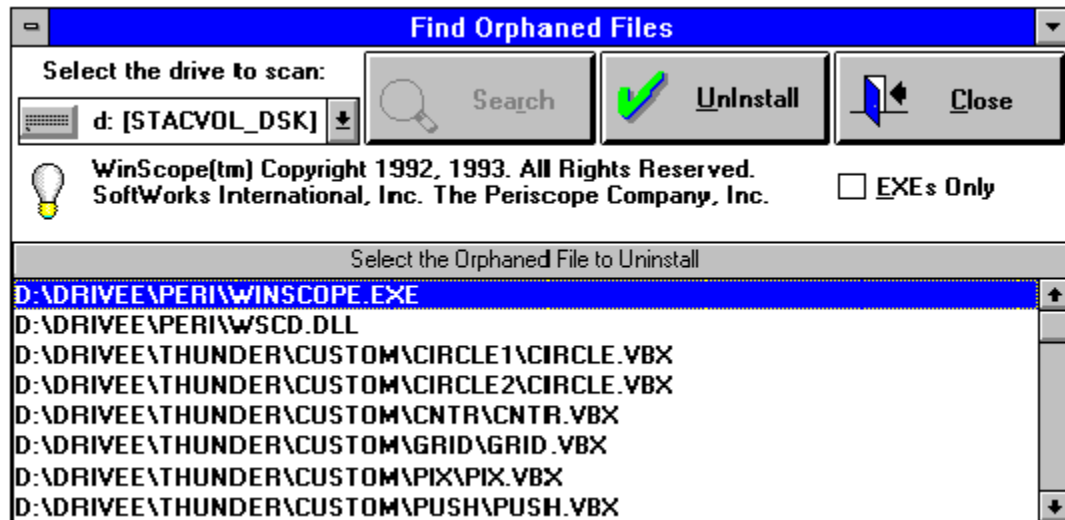 Find Orphaned Files
Select the drive to scan:
d: [STACVOL_DSK]
Search
UnInstall
Close
WinScope(tm) Copyright 1992, 1993. All Rights Reserved.
SoftWorks International, Inc. The Periscope Company, Inc.
EXEs Only
Select the Orphaned File to Uninstall
D:\DRIVEE\PERI\WINSCOPE.EXE
D:\DRIVEE\PERI\WSCD.DLL
D:\DRIVEE\THUNDER\CUSTOM\CIRCLE1\CIRCLE.VBX
D:\DRIVEE\THUNDER\CUSTOM\CIRCLE2\CIRCLE.VBX
D:\DRIVEE\THUNDER\CUSTOM\CNTR\CNTR.VBX
D:\DRIVEE\THUNDER\CUSTOM\GRID\GRID.VBX
D:\DRIVEE\THUNDER\CUSTOM\PIX\PIX.VBX
D:\DRIVEE\THUNDER\CUSTOM\PUSH\PUSH.VBX